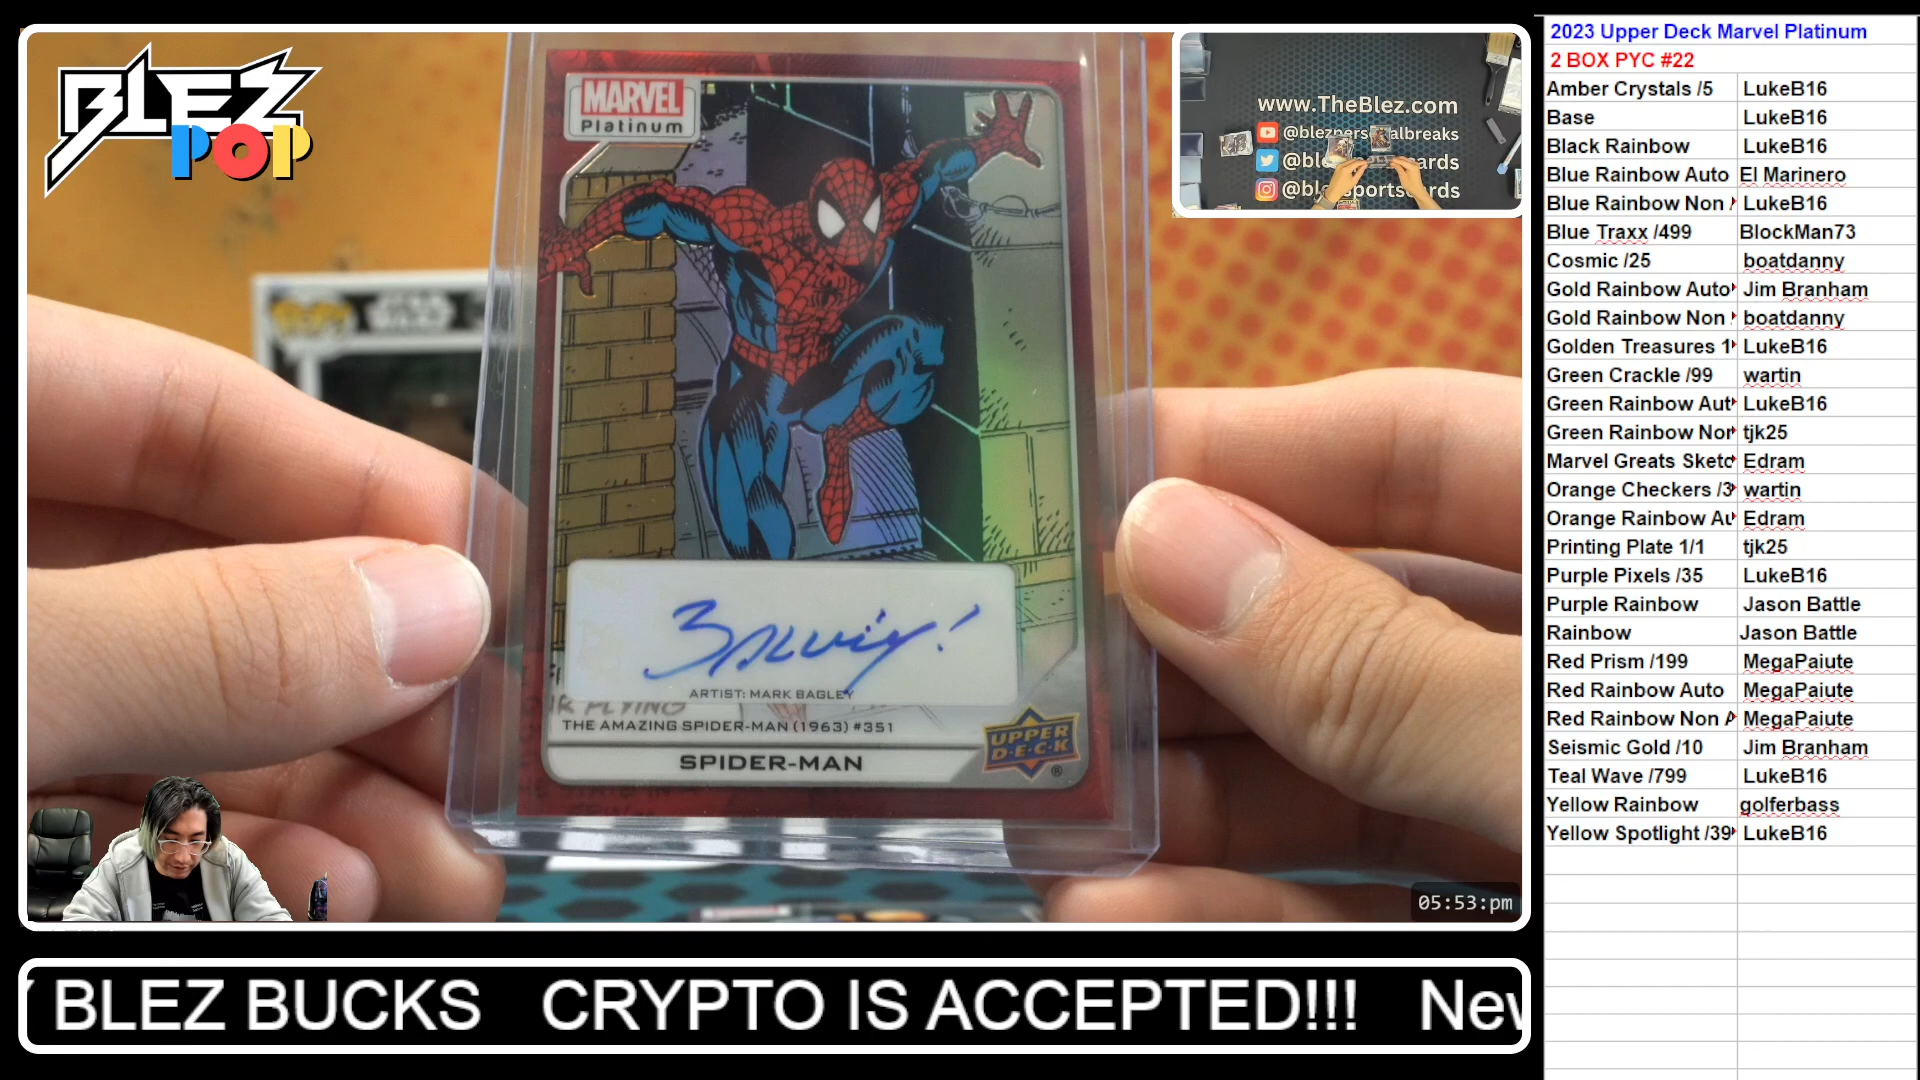 BLEZ
POP
MARVEL
Platinum
www.TheBlez.com
ARTIST: MARK BAGLEY
THE AMAZING SPIDER-MAN (1963) #351
SPIDER-MAN
UPPER
D·E·C·K
05:53:pm
BLEZ BUCKS CRYPTO IS ACCEPTED!!!
2023 Upper Deck Marvel Platinum
2 BOX PYC #22
Amber Crystals /5 LukeB16
Base LukeB16
Black Rainbow LukeB16
Blue Rainbow Auto El Marinero
Blue Rainbow Non LukeB16
Blue Traxx /499 BlockMan73
Cosmic /25 boatdanny
Gold Rainbow Auto Jim Branham
Gold Rainbow Non boatdanny
Golden Treasures 1 LukeB16
Green Crackle /99 wartin
Green Rainbow Aut LukeB16
Green Rainbow Nor tjk25
Marvel Greats Sketc Edram
Orange Checkers /3 wartin
Orange Rainbow Au Edram
Printing Plate 1/1 tjk25
Purple Pixels /35 LukeB16
Purple Rainbow Jason Battle
Rainbow Jason Battle
Red Prism /199 MegaPaiute
Red Rainbow Auto MegaPaiute
Red Rainbow Non A MegaPaiute
Seismic Gold /10 Jim Branham
Teal Wave /799 LukeB16
Yellow Rainbow golferbass
Yellow Spotlight /39 LukeB16